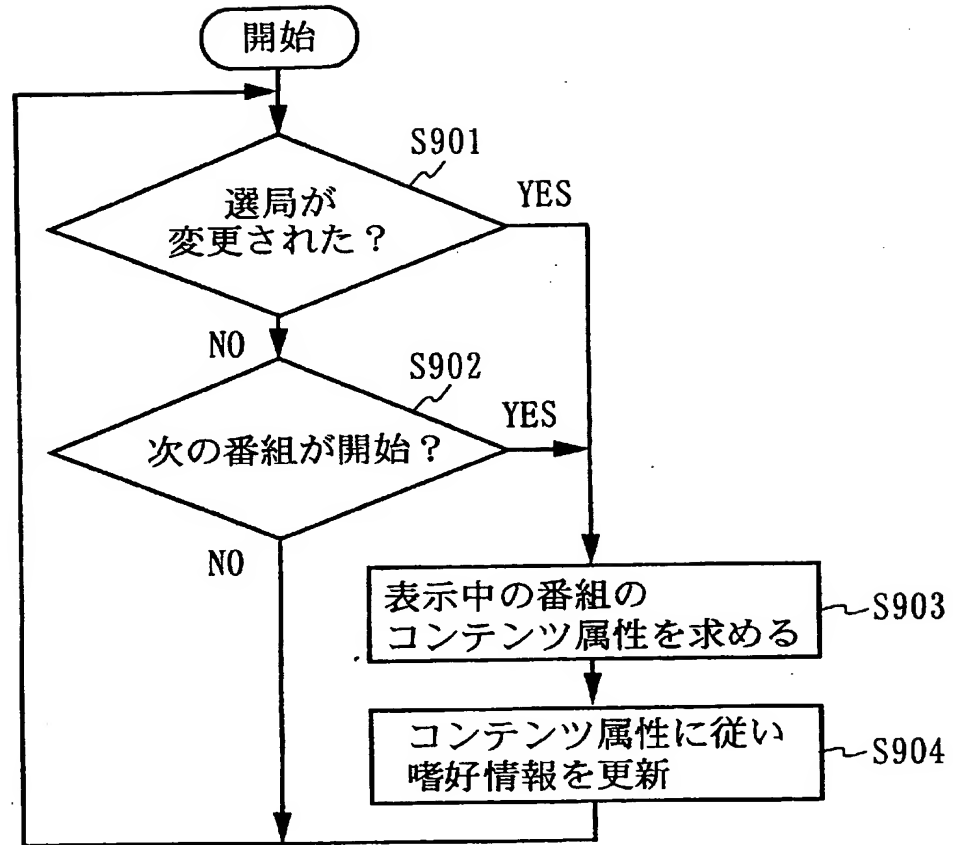 開始
S901
選局が
変更された?
YES
NO
S902
次の番組が開始?
YES
NO
表示中の番組の
コンテンツ属性を求める
S903
コンテンツ属性に従い
嗜好情報を更新
S904